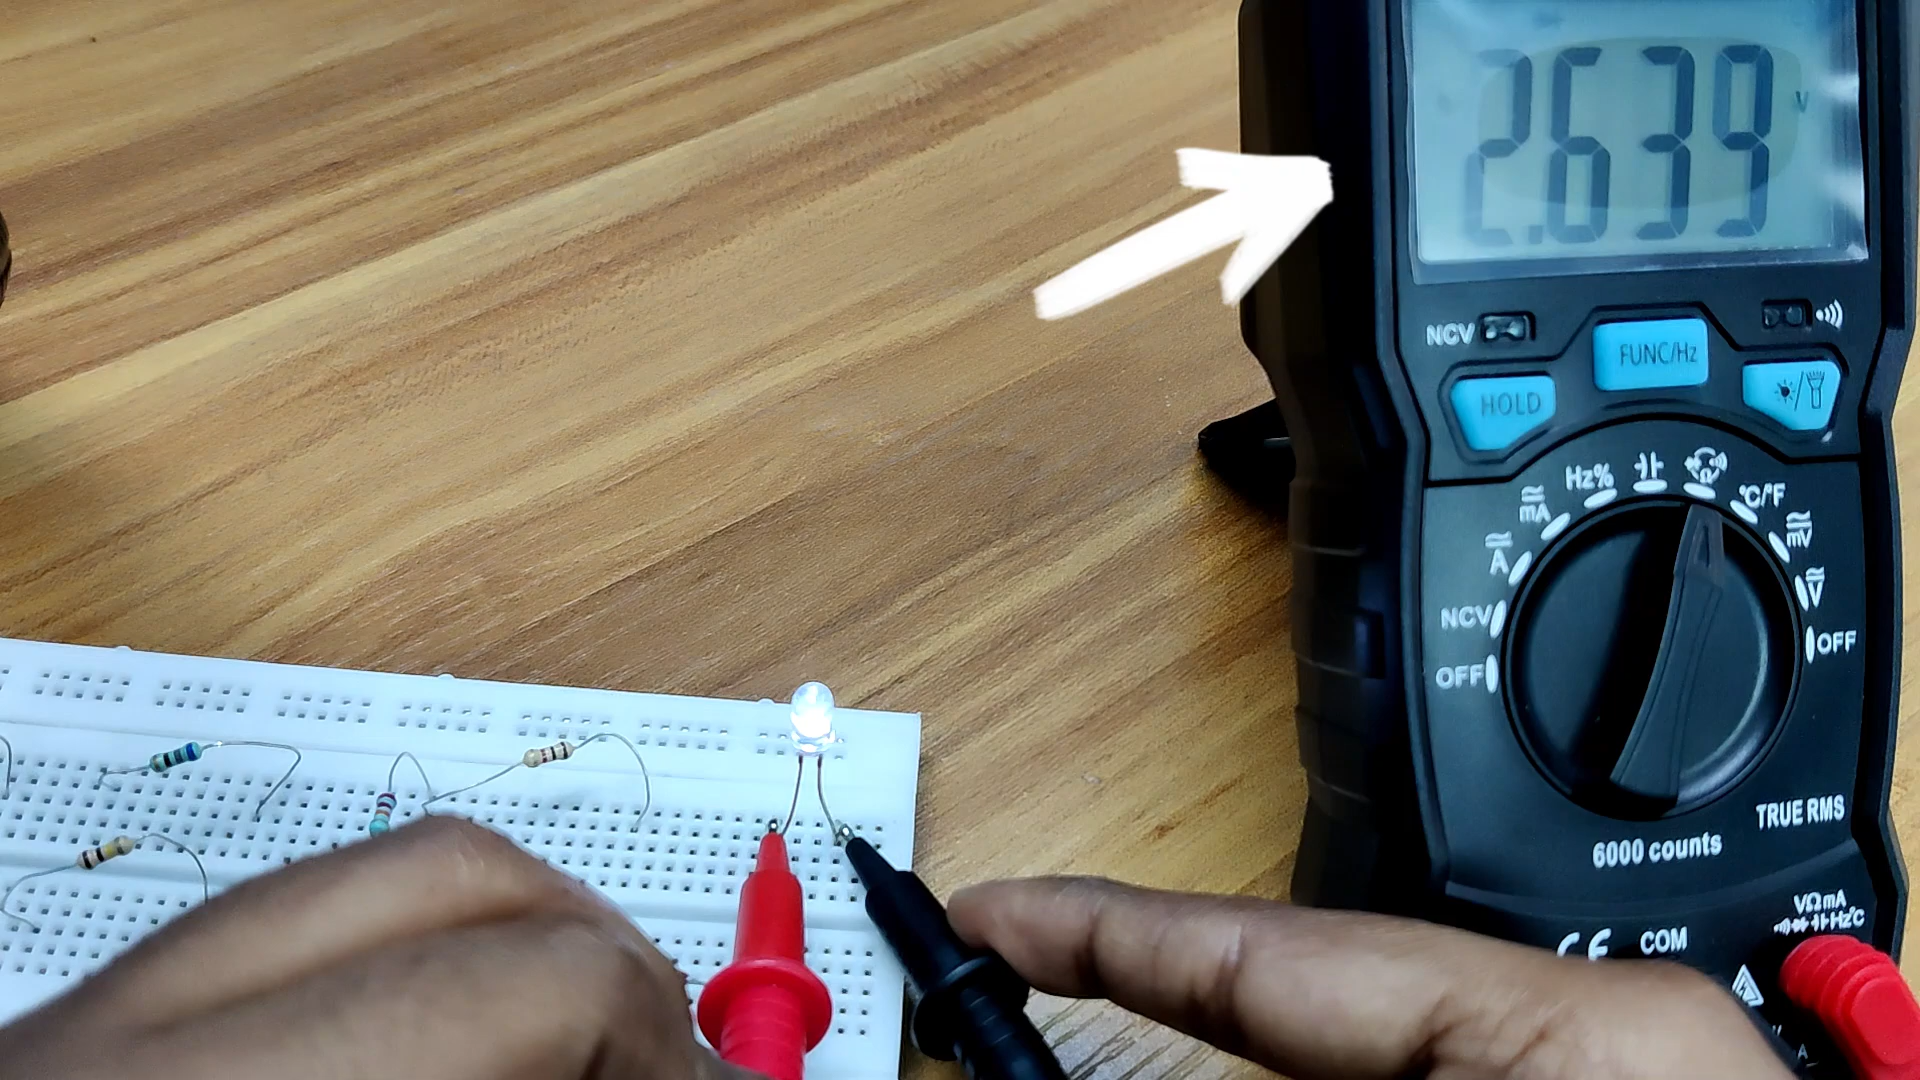 2.639 V
NCV
FUNC/Hz
HOLD
Hz%
mA
°C/°F
mV
A
V
NCV
OFF
OFF
TRUE RMS
6000 counts
VΩmA
Hz°C
CE
COM